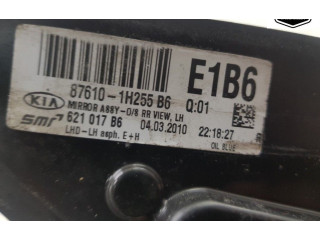 87610-1H255 B6 Q:01 E1B6
KIA MIRROR ASSY-O/S RR VIEW, LH
SMR 621 017 B6 04.03.2010 22:18:27
LHD-LH asph. E+H OIL BLUE